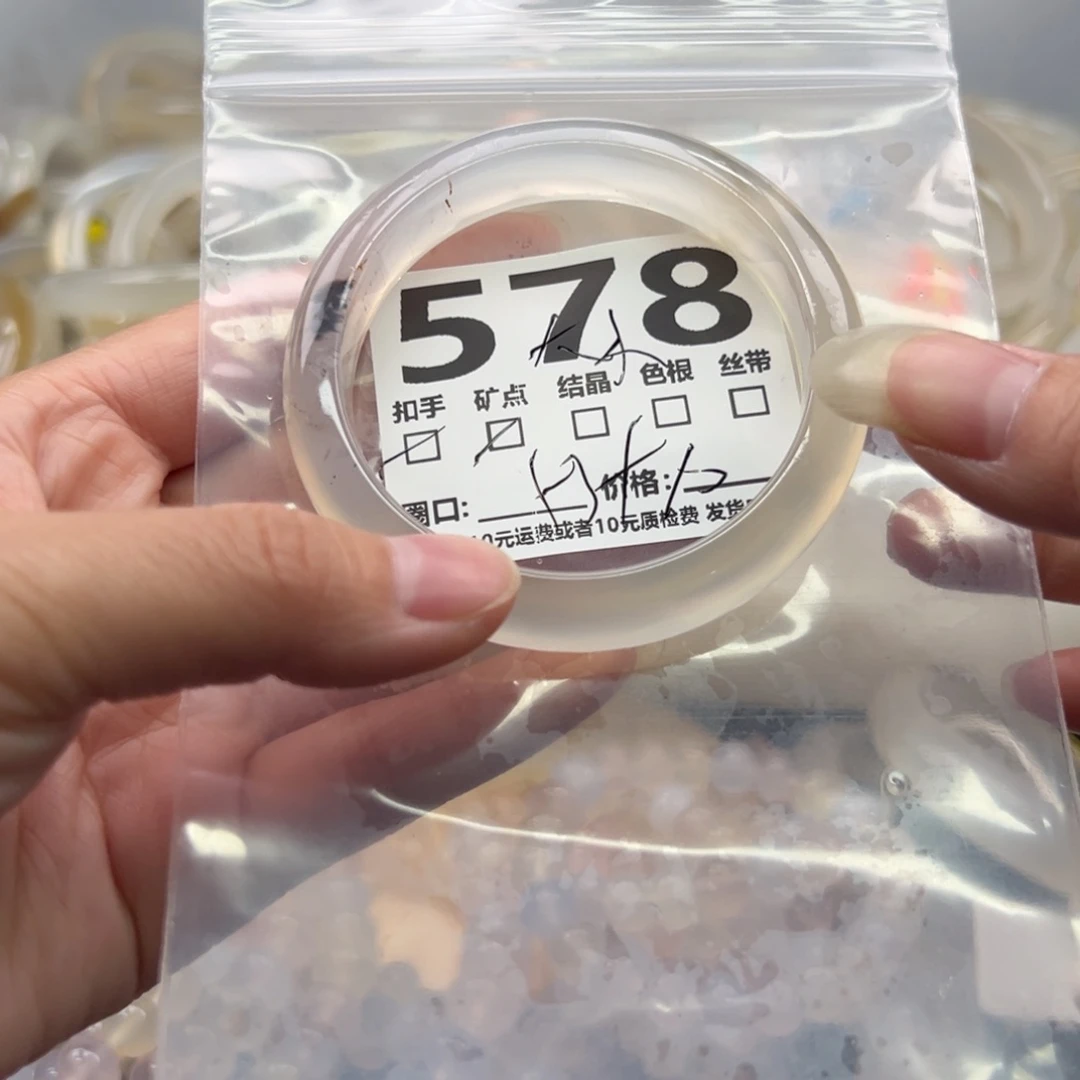 578
扣手 矿点 结晶 色根 丝带
圈口: 价格:
10元运费或者10元质检费 发货